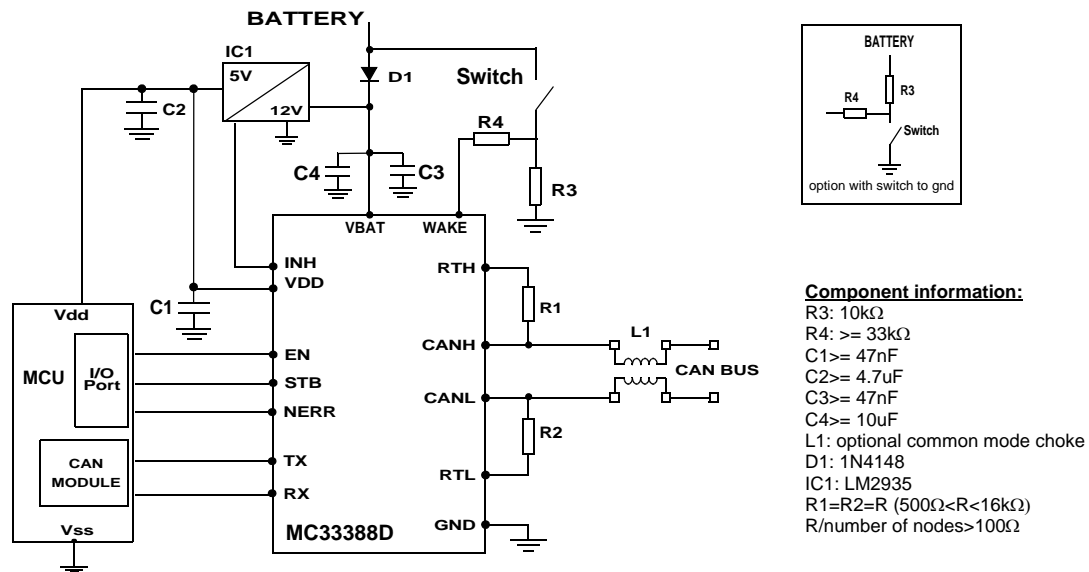 BATTERY
IC1
5V
12V
D1
Switch
C2
R4
C4
C3
R3
VBAT
WAKE
INH
VDD
C1
RTH
R1
L1
CANH
CAN BUS
CANL
R2
RTL
GND
EN
STB
NERR
TX
RX
MC33388D
Vdd
MCU
I/O
Port
CAN
MODULE
Vss
BATTERY
R3
R4
Switch
option with switch to gnd
Component information:
R3: 10kΩ
R4: >= 33kΩ
C1>= 47nF
C2>= 4.7uF
C3>= 47nF
C4>= 10uF
L1: optional common mode choke
D1: 1N4148
IC1: LM2935
R1=R2=R (500Ω<R<16kΩ)
R/number of nodes>100Ω